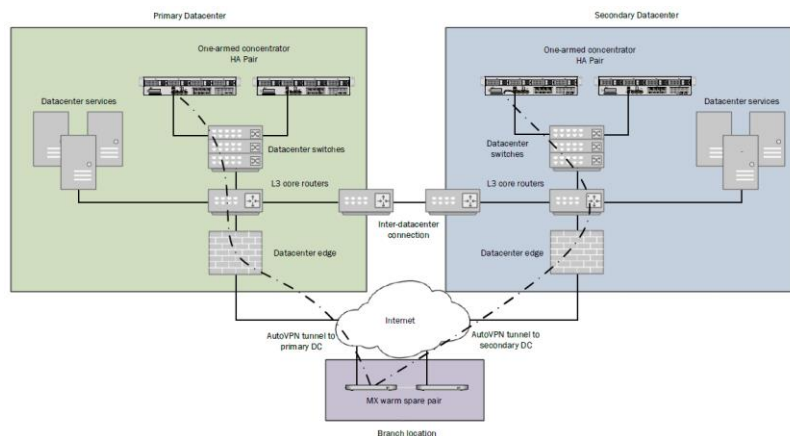 Primary Datacenter
Secondary Datacenter
One-armed concentrator
HA Pair
One-armed concentrator
HA Pair
Datacenter services
Datacenter switches
L3 core routers
Datacenter edge
Datacenter services
Datacenter
switches
L3 core routers
Datacenter edge
Inter-datacenter
connection
Internet
AutoVPN tunnel to
primary DC
AutoVPN tunnel to
secondary DC
MX warm spare pair
Branch location